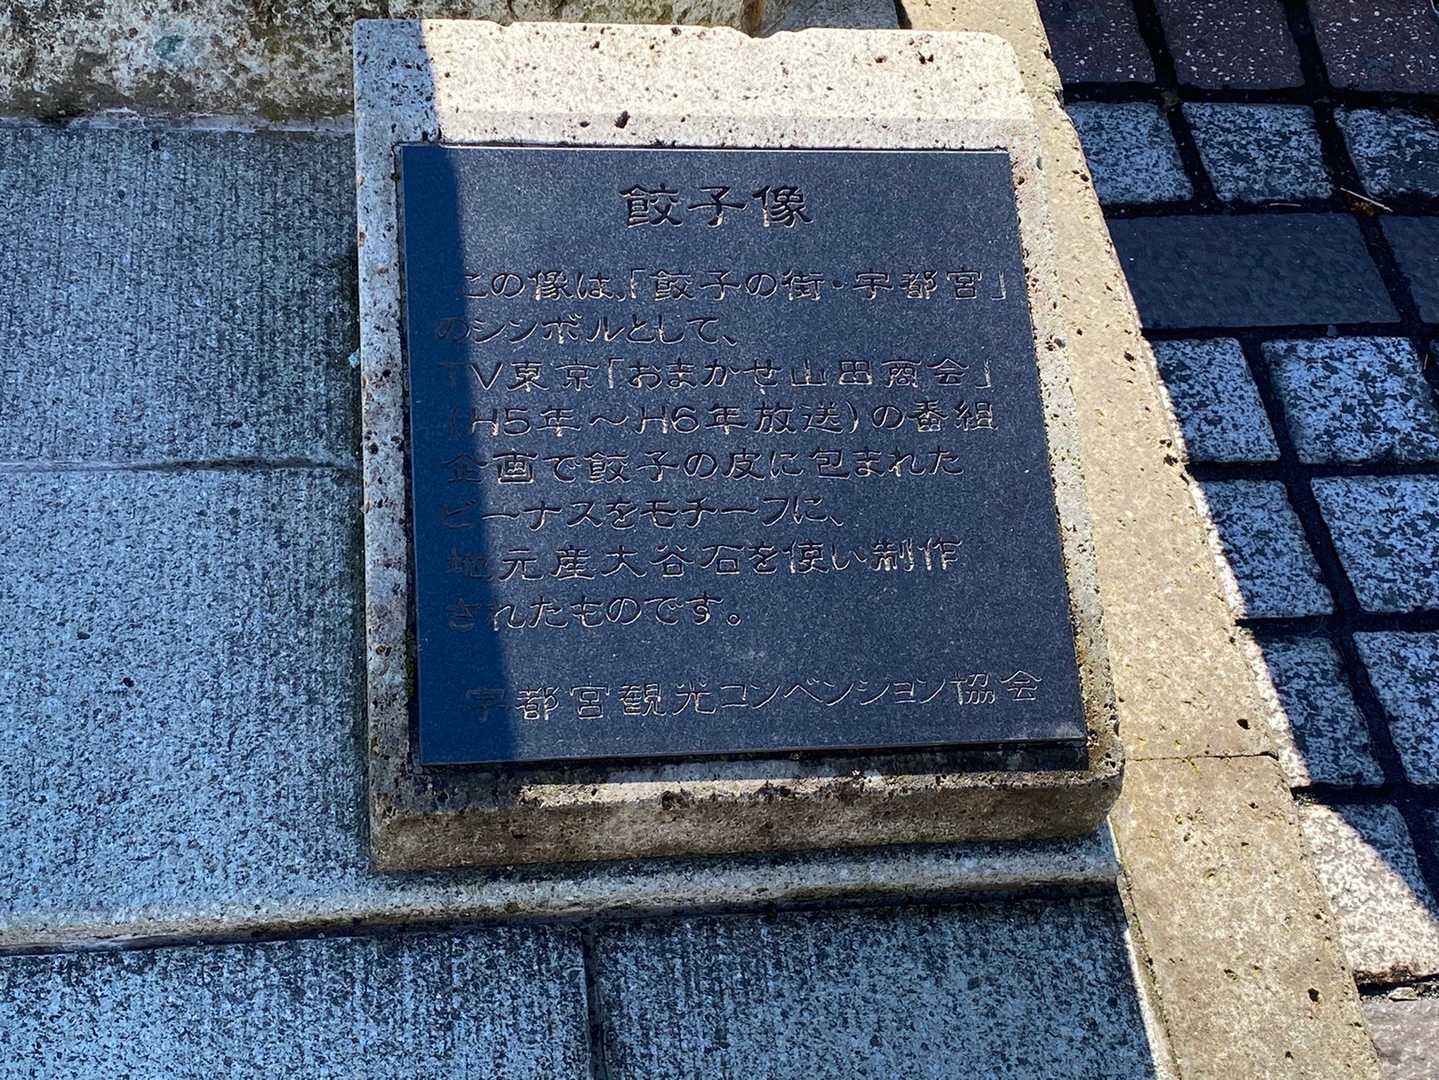 餃子像
この像は､「餃子の街・宇都宮」
のシンボルとして、
TV東京「おまかせ山田商会」
(H5年～H6年放送)の番組
企画で餃子の皮に包まれた
ビーナスをモチーフに、
地元産大谷石を使い制作
されたものです。
宇都宮観光コンベンション協会